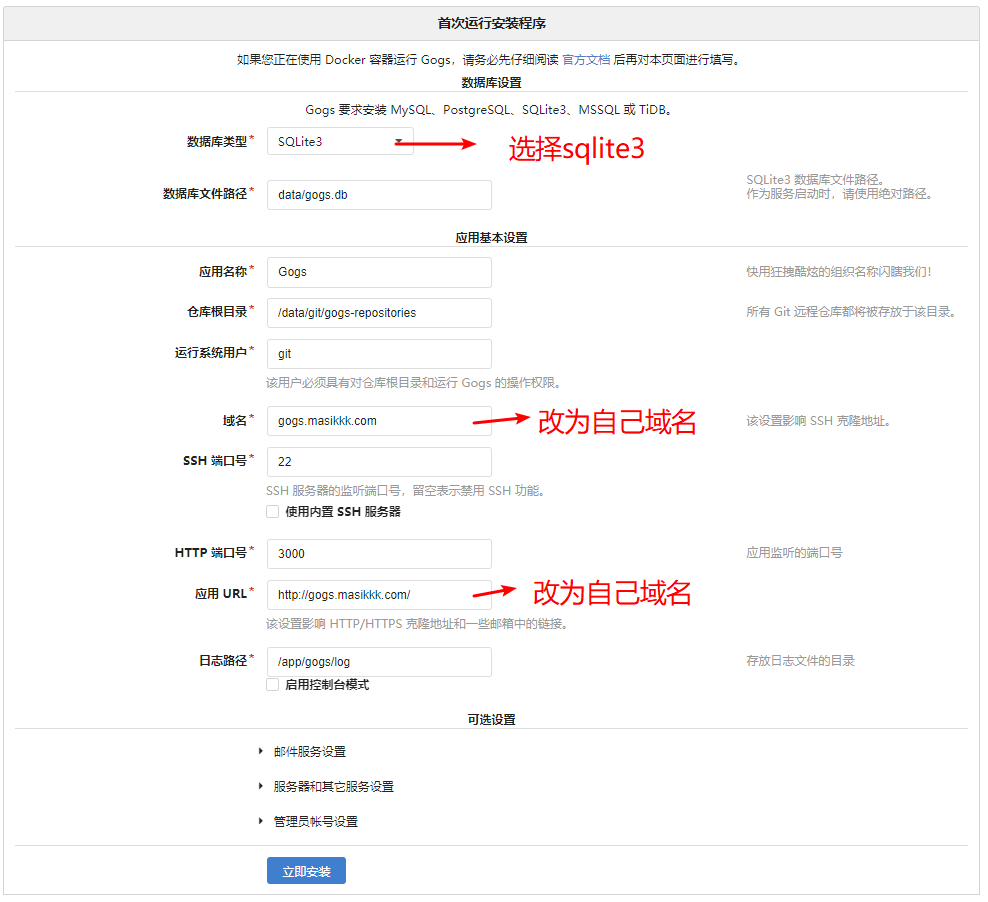 首次运行安装程序
如果您正在使用 Docker 容器运行 Gogs，请务必先仔细阅读 官方文档 后再对本页面进行填写。
数据库设置
Gogs 要求安装 MySQL、PostgreSQL、SQLite3、MSSQL 或 TiDB。
数据库类型* SQLite3 选择sqlite3
数据库文件路径* data/gogs.db
SQLite3 数据库文件路径。
作为服务启动时，请使用绝对路径。
应用基本设置
应用名称* Gogs 快用狂拽酷炫的组织名称闪瞎我们！
仓库根目录* /data/git/gogs-repositories 所有 Git 远程仓库都将被存放于该目录。
运行系统用户* git
该用户必须具有对仓库根目录和运行 Gogs 的操作权限。
域名* gogs.masikkk.com 改为自己域名 该设置影响 SSH 克隆地址。
SSH 端口号* 22
SSH 服务器的监听端口号，留空表示禁用 SSH 功能。
使用内置 SSH 服务器
HTTP 端口号* 3000 应用监听的端口号
应用 URL* http://gogs.masikkk.com/ 改为自己域名
该设置影响 HTTP/HTTPS 克隆地址和一些邮箱中的链接。
日志路径* /app/gogs/log 存放日志文件的目录
启用控制台模式
可选设置
邮件服务设置
服务器和其它服务设置
管理员帐号设置
立即安装